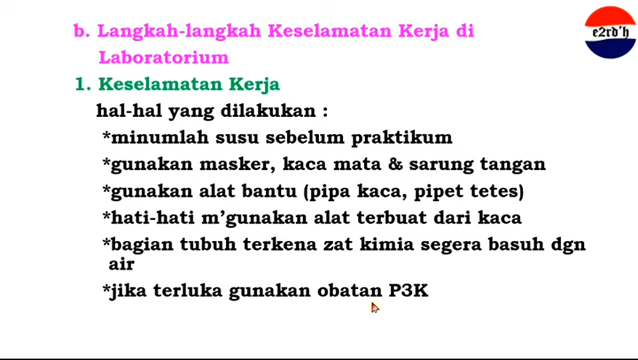 e2rd'h
b. Langkah-langkah Keselamatan Kerja di
Laboratorium
1. Keselamatan Kerja
hal-hal yang dilakukan :
*minumlah susu sebelum praktikum
*gunakan masker, kaca mata & sarung tangan
*gunakan alat bantu (pipa kaca, pipet tetes)
*hati-hati m'gunakan alat terbuat dari kaca
*bagian tubuh terkena zat kimia segera basuh dgn
air
*jika terluka gunakan obatan P3K